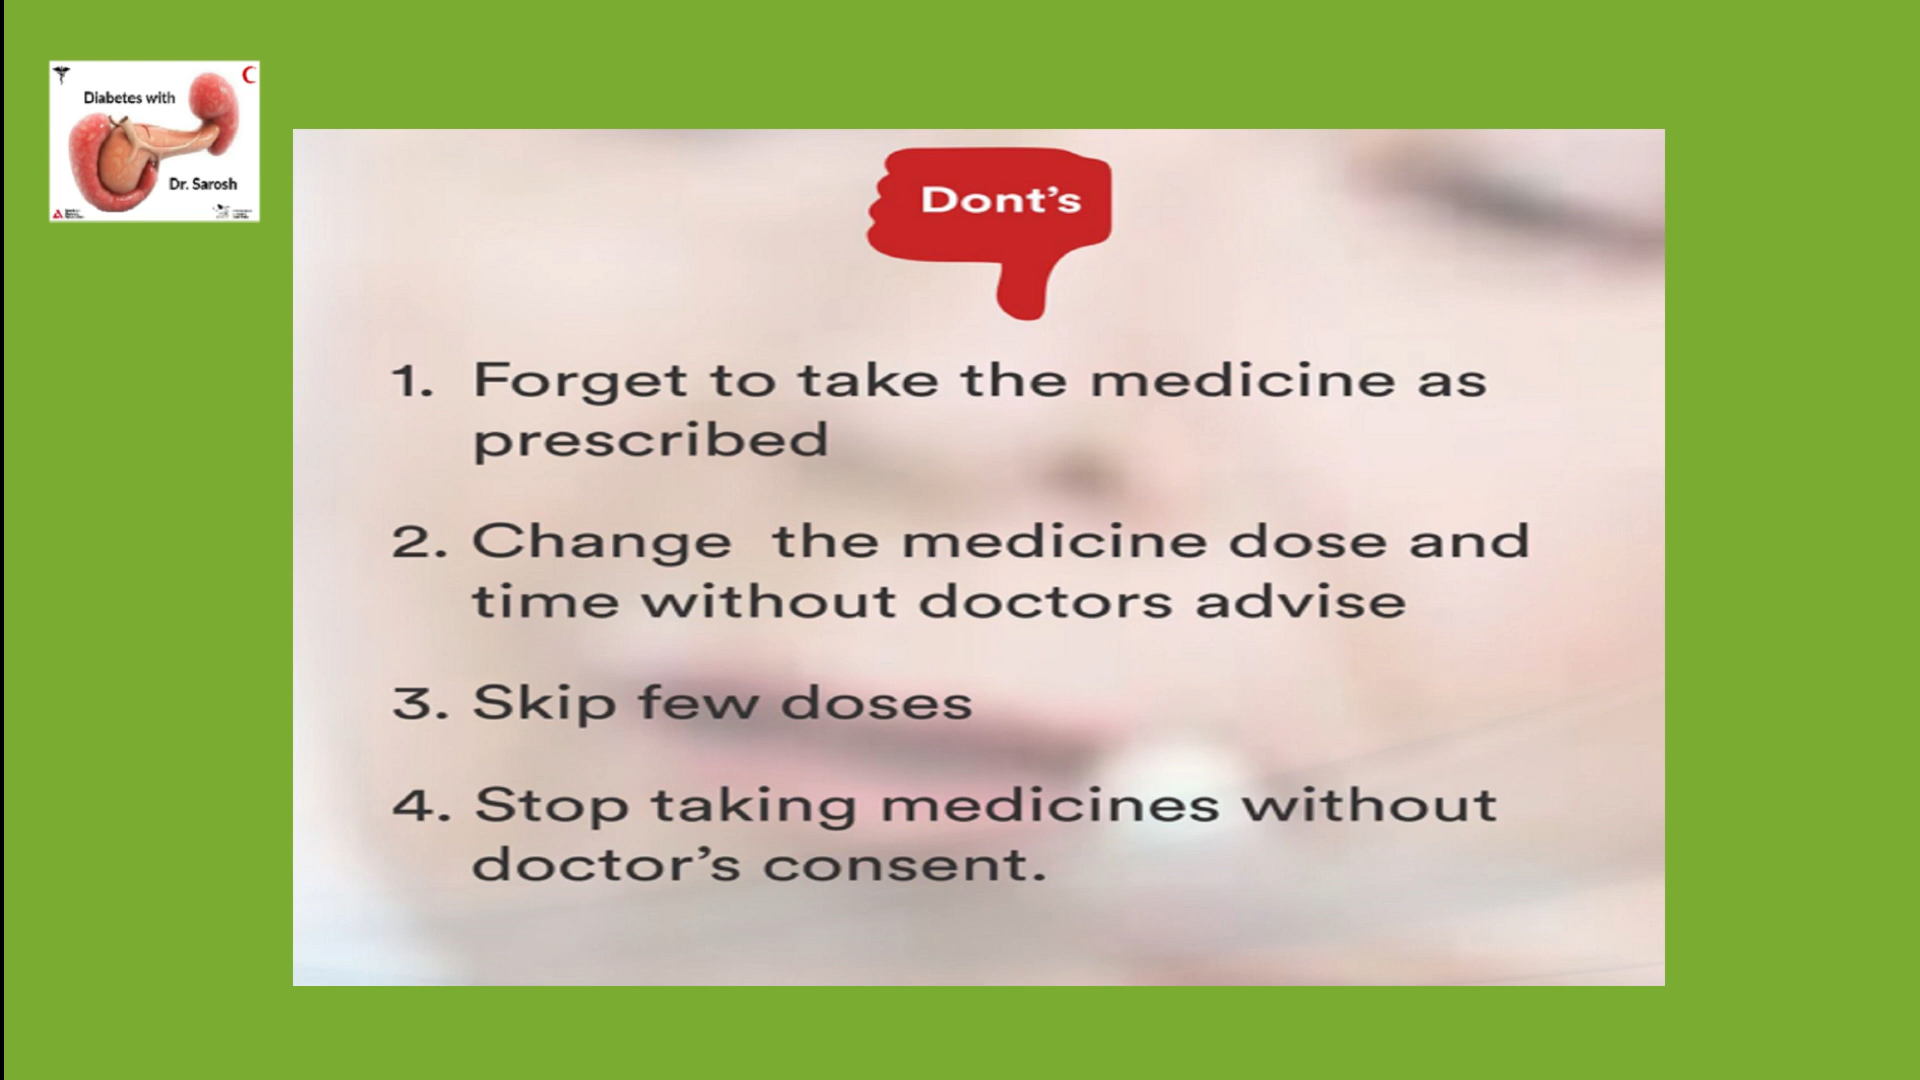 Diabetes with
Dr. Sarosh
Dont's
1. Forget to take the medicine as
prescribed
2. Change the medicine dose and
time without doctors advise
3. Skip few doses
4. Stop taking medicines without
doctor's consent.